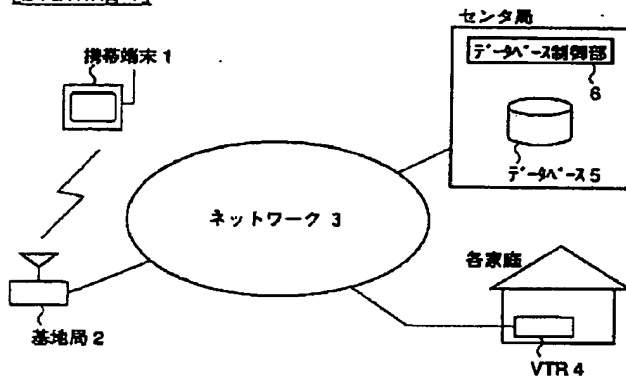 センタ局
携帯端末 1
データベース制御部
6
データベース 5
ネットワーク 3
各家庭
基地局 2
VTR 4